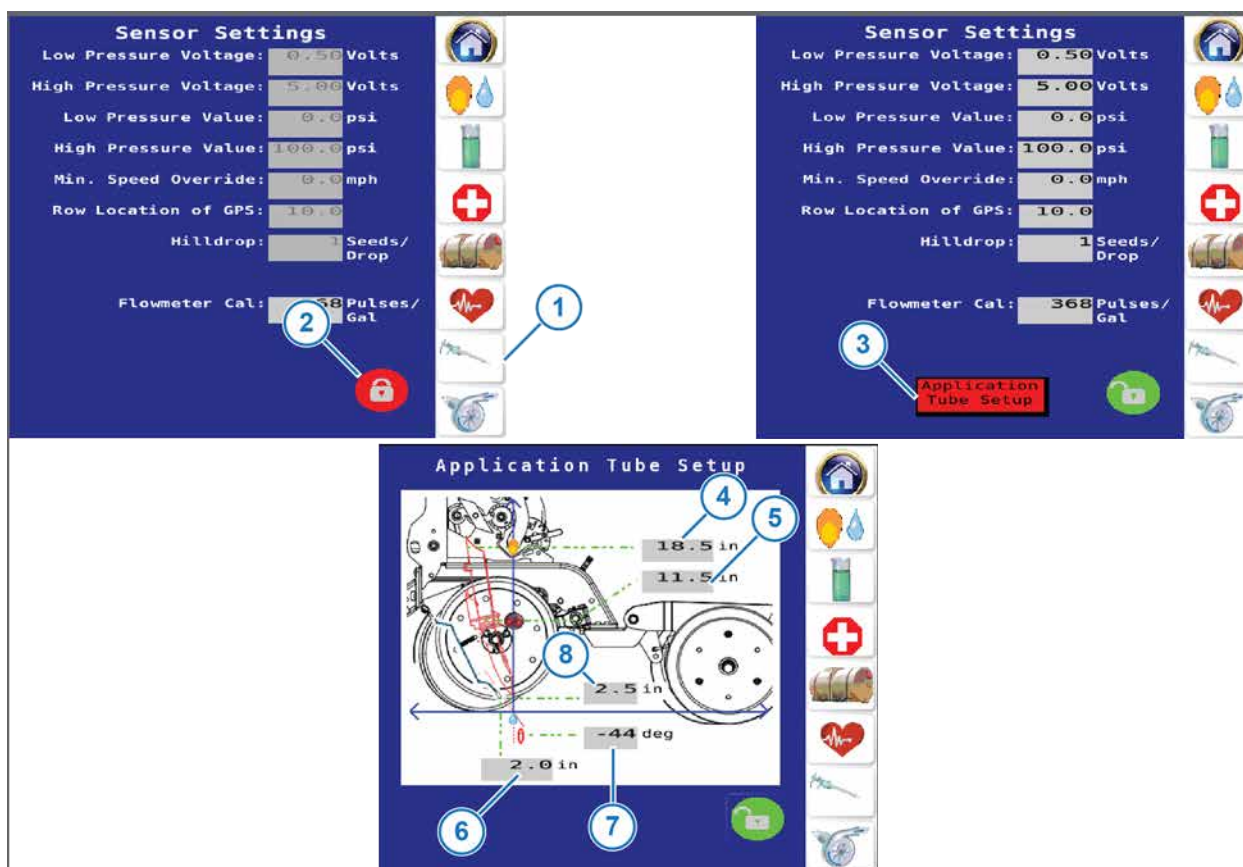 Sensor Settings
Low Pressure Voltage: 0.50 Volts
High Pressure Voltage: 5.00 Volts
Low Pressure Value: 0.0 psi
High Pressure Value: 100.0 psi
Min. Speed Override: 0.0 mph
Row Location of GPS: 10.0
Hilldrop: 1 Seeds/
Drop
Flowmeter Cal: 68 Pulses/
Gal
2
1
Sensor Settings
Low Pressure Voltage: 0.50 Volts
High Pressure Voltage: 5.00 Volts
Low Pressure Value: 0.0 psi
High Pressure Value: 100.0 psi
Min. Speed Override: 0.0 mph
Row Location of GPS: 10.0
Hilldrop: 1 Seeds/
Drop
Flowmeter Cal: 368 Pulses/
Gal
3
Application
Tube Setup
Application Tube Setup
4
5
18.5 in
11.5 in
8
2.5 in
-44 deg
2.0 in
6
7